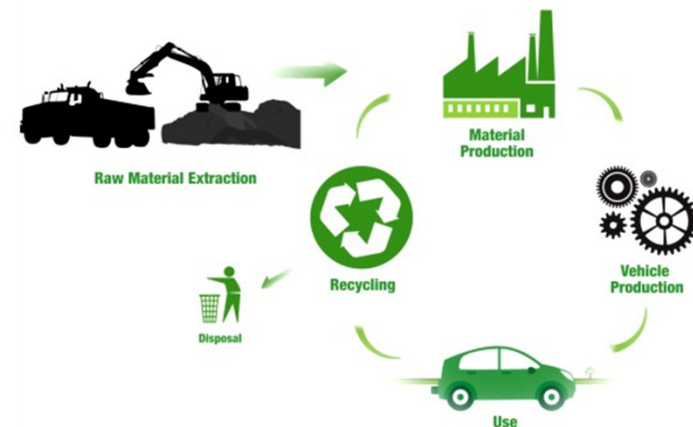 Raw Material Extraction
Material
Production
Vehicle
Production
Use
Recycling
Disposal